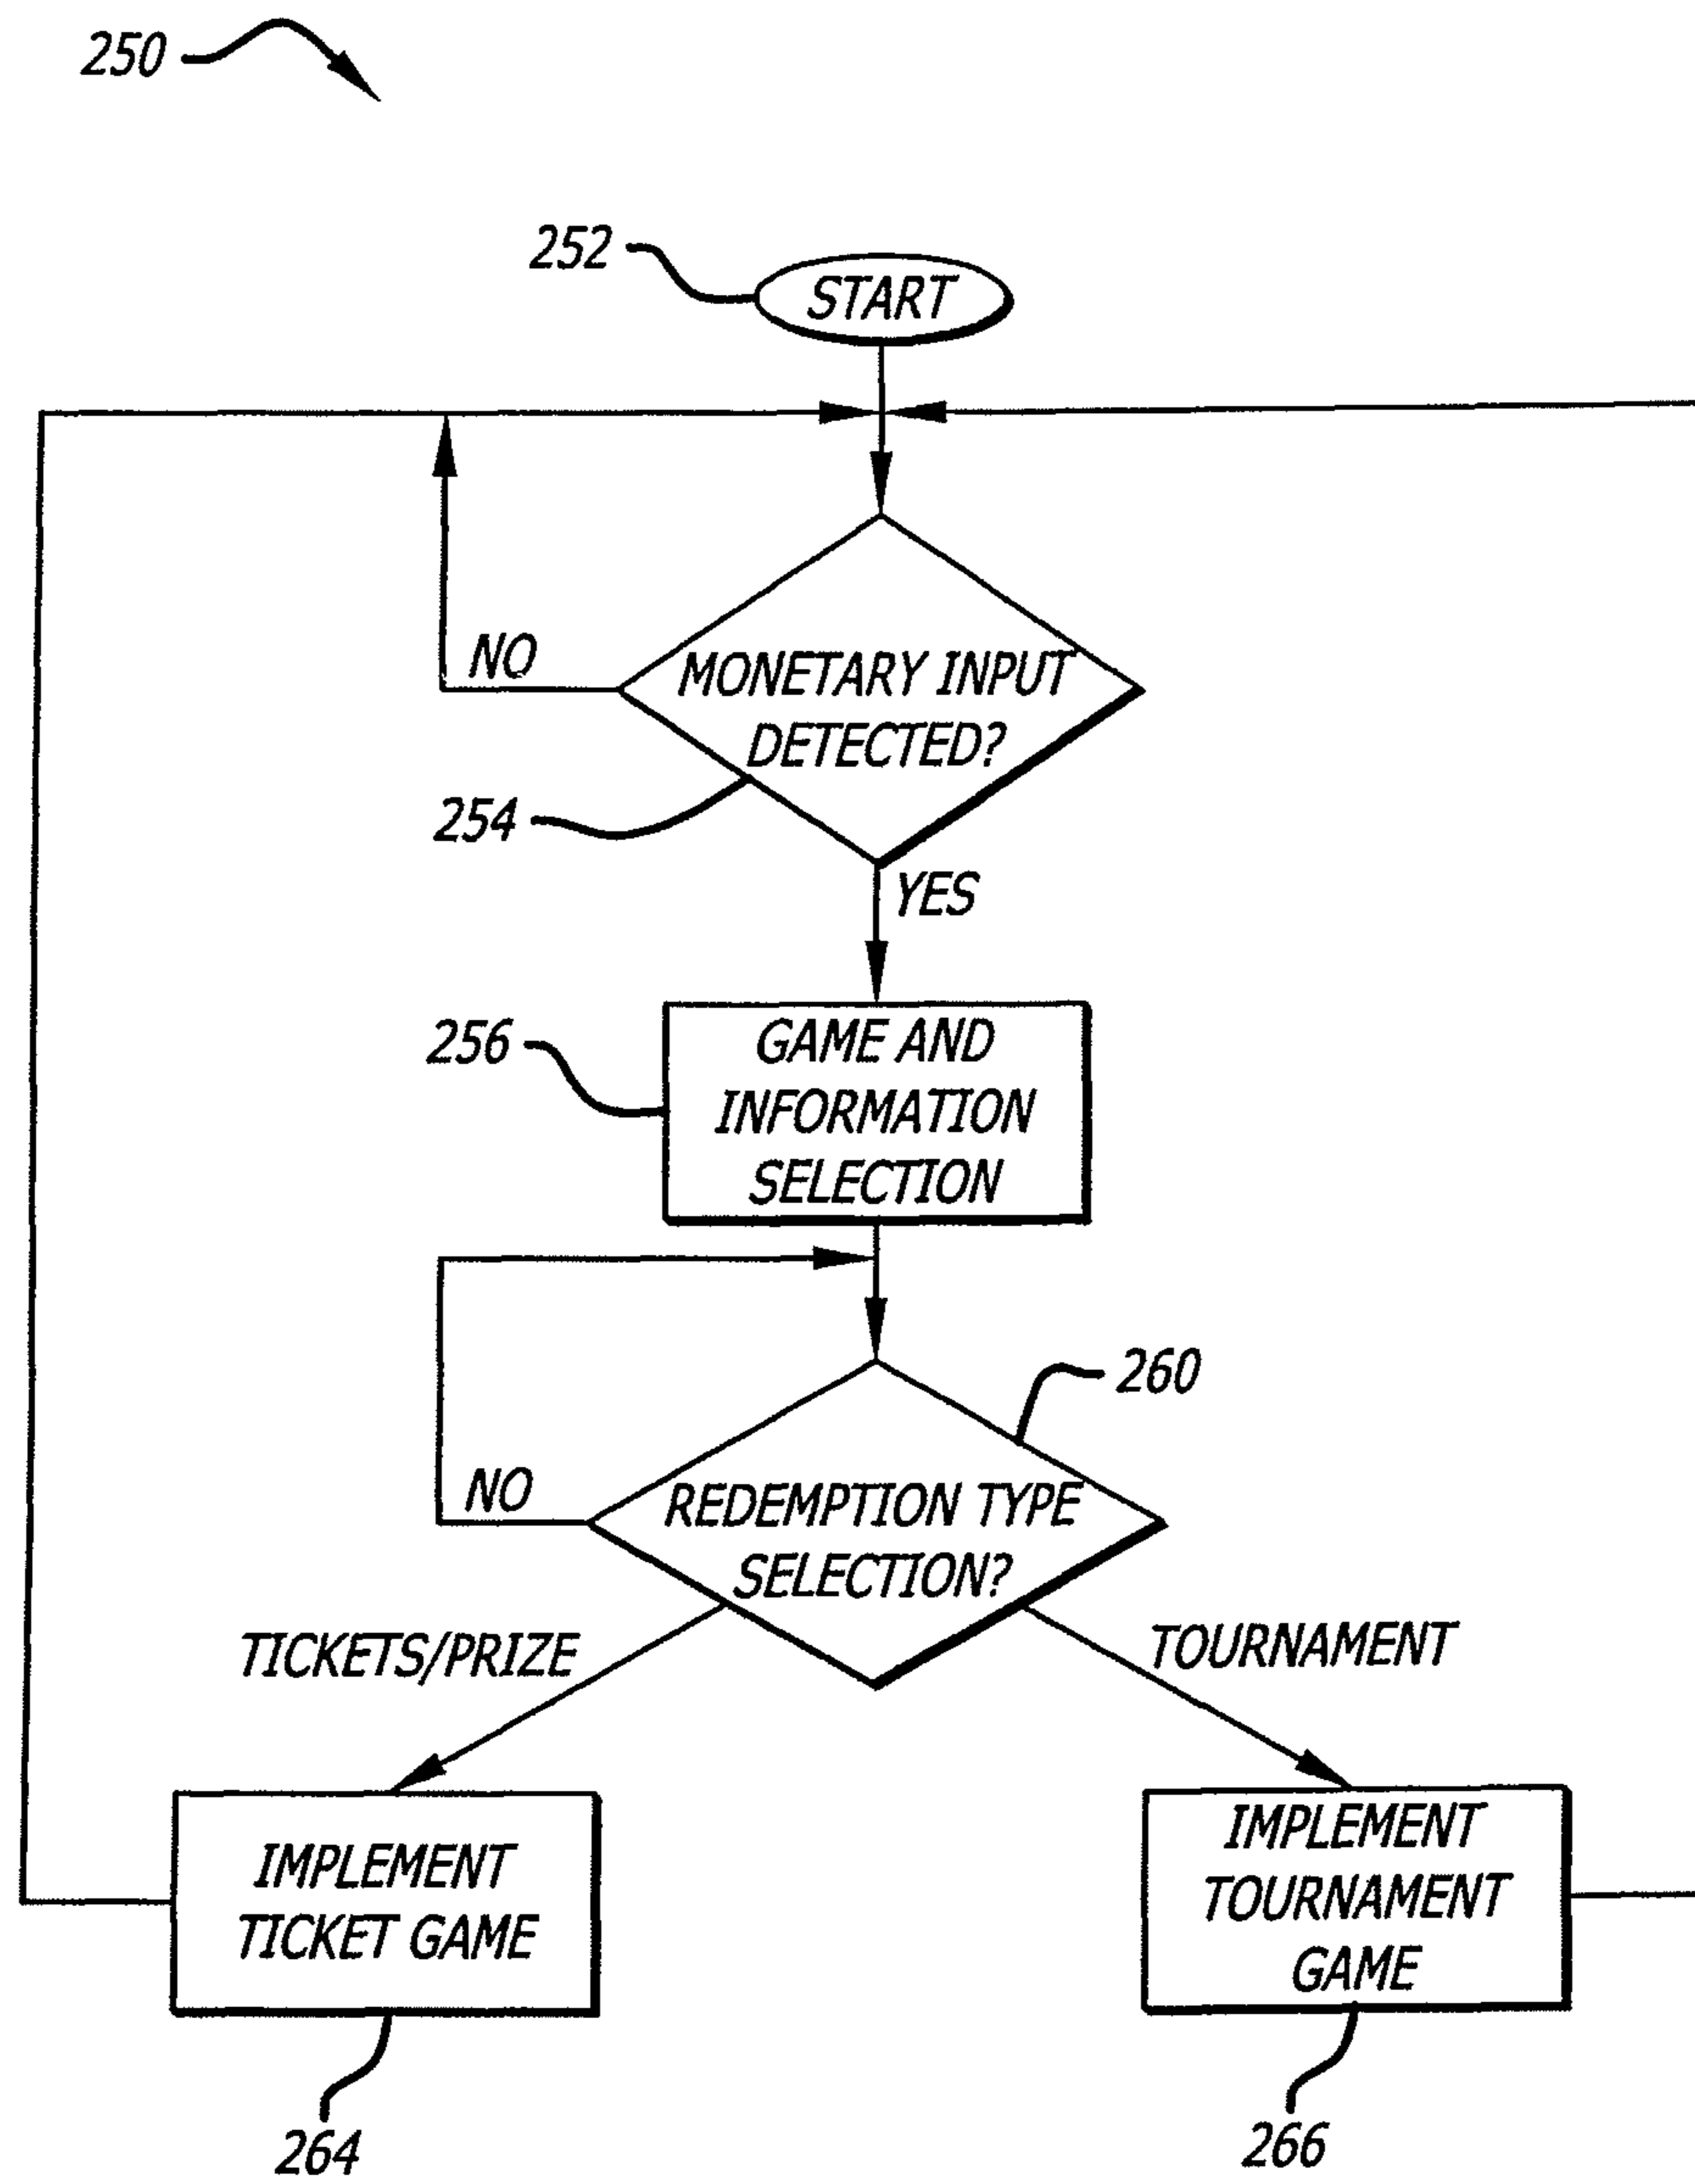 250
252
START
NO
MONETARY INPUT
DETECTED?
254
YES
256
GAME AND
INFORMATION
SELECTION
260
NO
REDEMPTION TYPE
SELECTION?
TICKETS/PRIZE
TOURNAMENT
IMPLEMENT
TICKET GAME
IMPLEMENT
TOURNAMENT
GAME
264
266